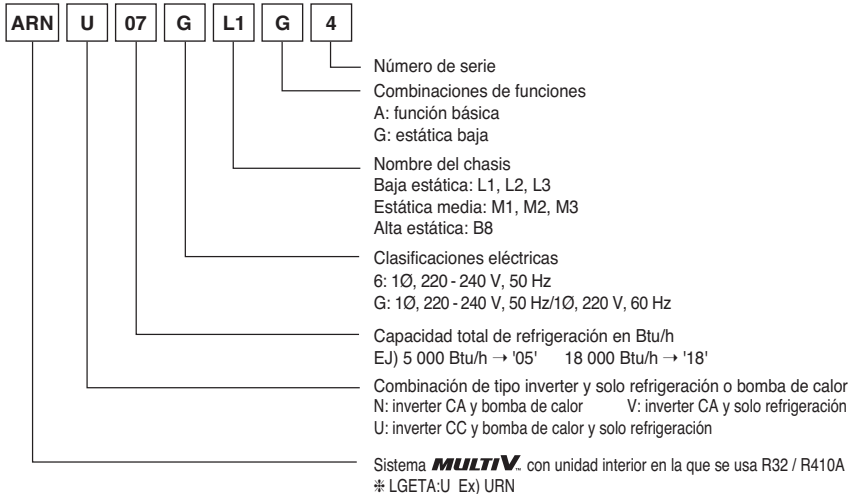 ARN U 07 G L1 G 4
Número de serie
Combinaciones de funciones
A: función básica
G: estática baja
Nombre del chasis
Baja estática: L1, L2, L3
Estática media: M1, M2, M3
Alta estática: B8
Clasificaciones eléctricas
6: 1Ø, 220 - 240 V, 50 Hz
G: 1Ø, 220 - 240 V, 50 Hz/1Ø, 220 V, 60 Hz
Capacidad total de refrigeración en Btu/h
EJ) 5 000 Btu/h → '05' 18 000 Btu/h → '18'
Combinación de tipo inverter y solo refrigeración o bomba de calor
N: inverter CA y bomba de calor V: inverter CA y solo refrigeración
U: inverter CC y bomba de calor y solo refrigeración
Sistema MULTI V™ con unidad interior en la que se usa R32 / R410A
❉ LGETA:U Ex) URN